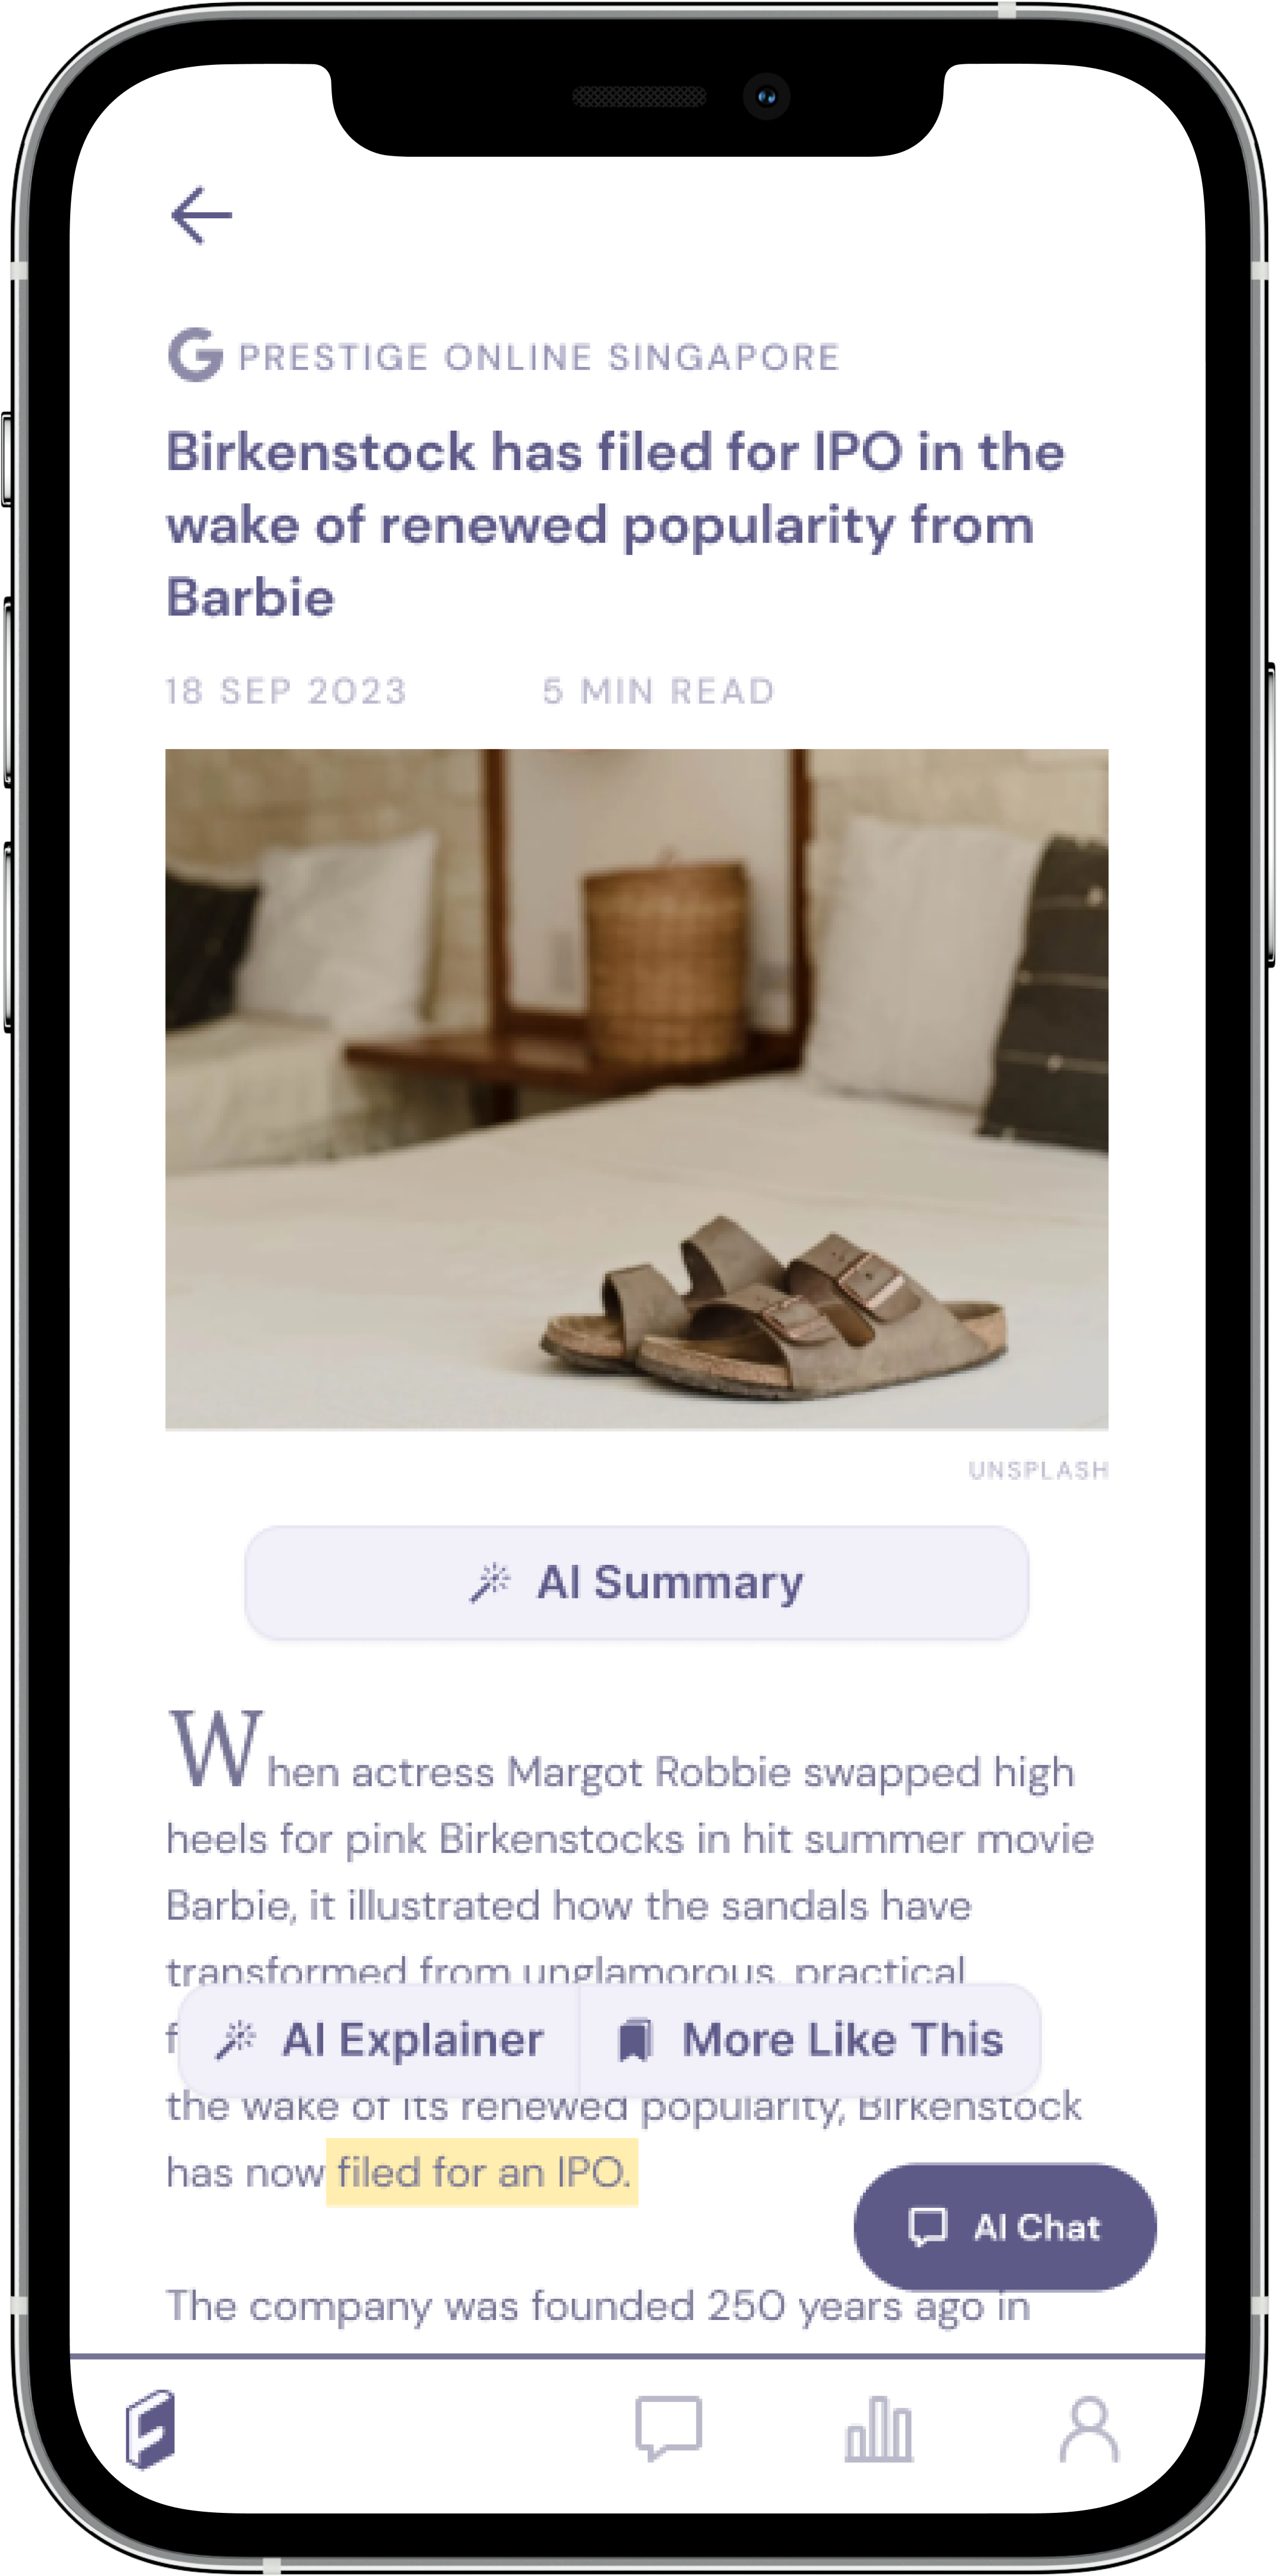 PRESTIGE ONLINE SINGAPORE
Birkenstock has filed for IPO in the
wake of renewed popularity from
Barbie
18 SEP 2023 5 MIN READ
UNSPLASH
AI Summary
When actress Margot Robbie swapped high
heels for pink Birkenstocks in hit summer movie
Barbie, it illustrated how the sandals have
transformed from unglamorous, practical
AI Explainer More Like This
the wake of its renewed popularity, Birkenstock
has now filed for an IPO.
AI Chat
The company was founded 250 years ago in